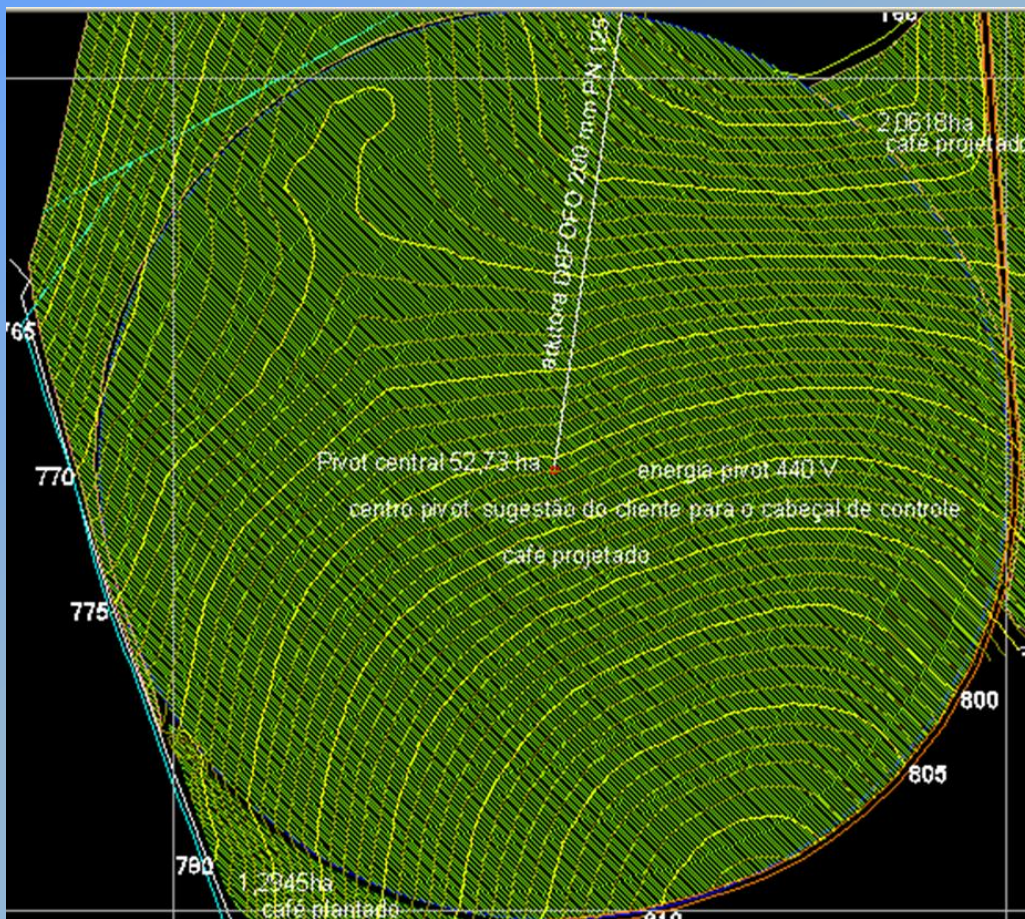 adutora DEFOFO 200 mm PN 125
2,0618ha
café projetado
765
770
Pivot central 52,73 ha
energia pivot 440 V
centro pivot sugestão do cliente para o cabeçal de controle
café projetado
775
800
805
780
1,2945ha
café plantado
810